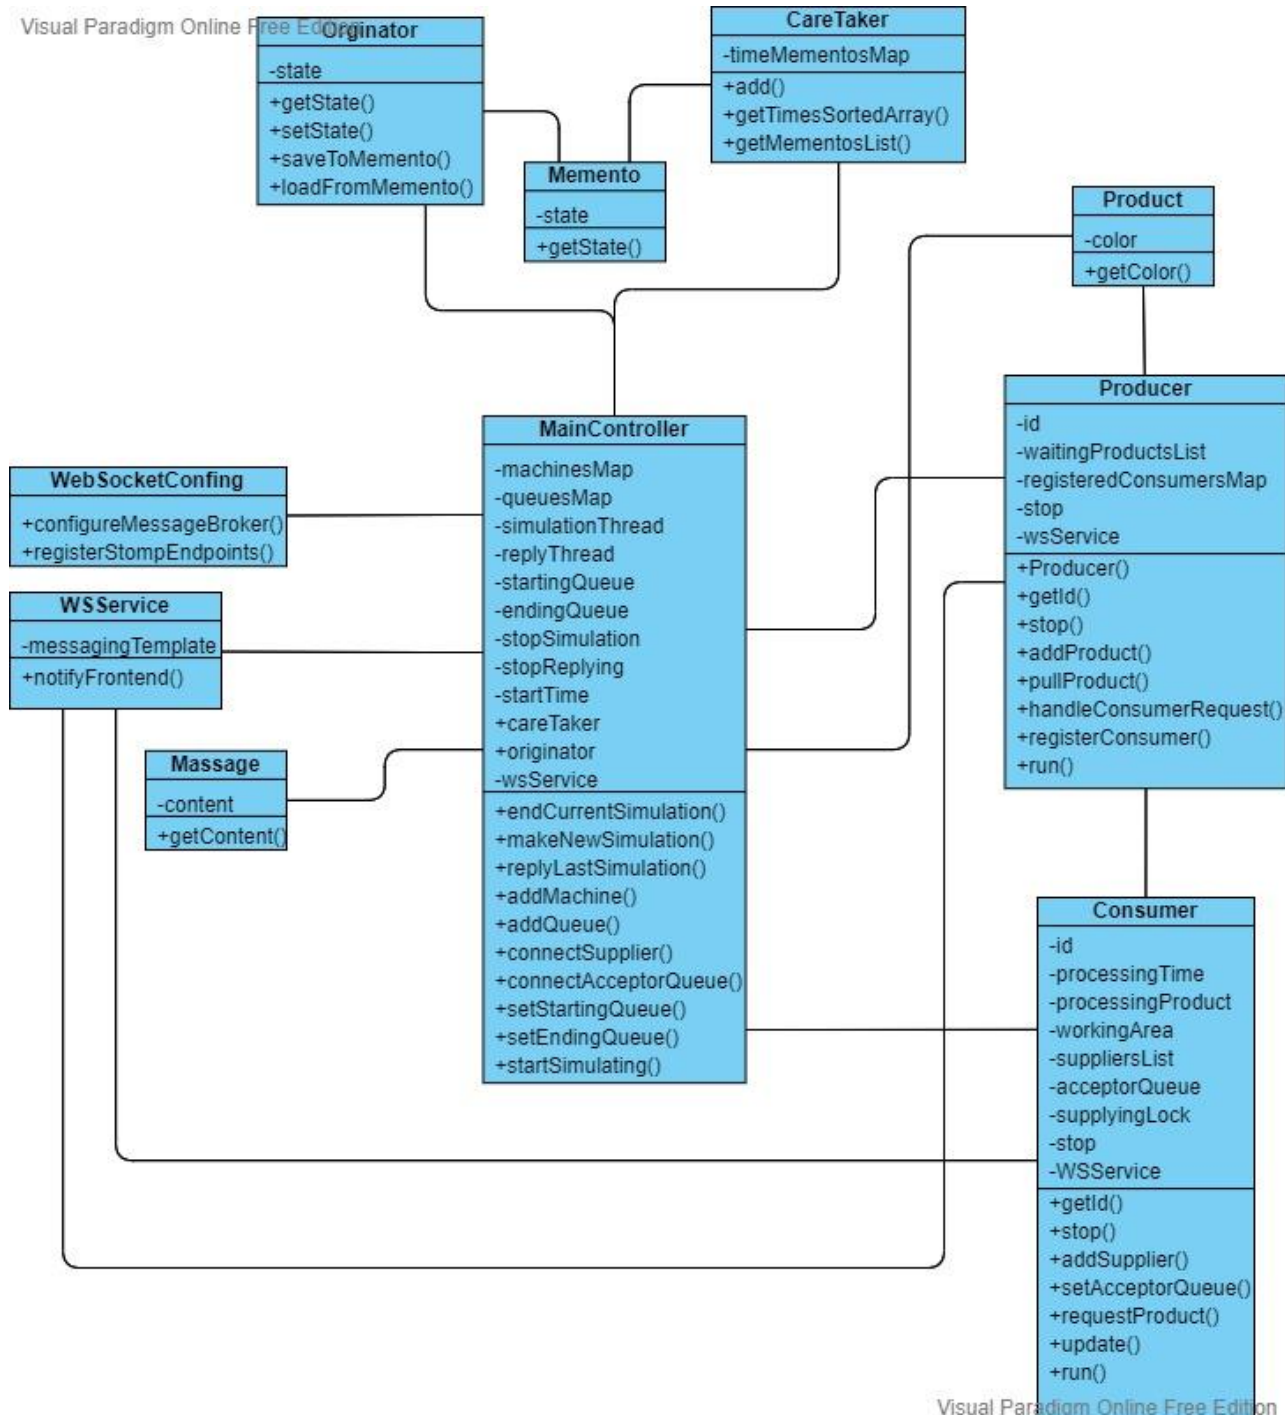 Visual Paradigm Online Free Edition
Orginator
-state
+getState()
+setState()
+saveToMemento()
+loadFromMemento()
CareTaker
-timeMementosMap
+add()
+getTimesSortedArray()
+getMementosList()
Memento
-state
+getState()
Product
-color
+getColor()
Producer
-id
-waitingProductsList
-registeredConsumersMap
-stop
-wsService
+Producer()
+getId()
+stop()
+addProduct()
+pullProduct()
+handleConsumerRequest()
+registerConsumer()
+run()
MainController
-machinesMap
-queuesMap
-simulationThread
-replyThread
-startingQueue
-endingQueue
-stopSimulation
-stopReplying
-startTime
+careTaker
+originator
-wsService
+endCurrentSimulation()
+makeNewSimulation()
+replyLastSimulation()
+addMachine()
+addQueue()
+connectSupplier()
+connectAcceptorQueue()
+setStartingQueue()
+setEndingQueue()
+startSimulating()
WebSocketConfing
+configureMessageBroker()
+registerStompEndpoints()
WSService
-messagingTemplate
+notifyFrontend()
Massage
-content
+getContent()
Consumer
-id
-processingTime
-processingProduct
-workingArea
-suppliersList
-acceptorQueue
-supplyingLock
-stop
-WSService
+getId()
+stop()
+addSupplier()
+setAcceptorQueue()
+requestProduct()
+update()
+run()
Visual Paradigm Online Free Edition